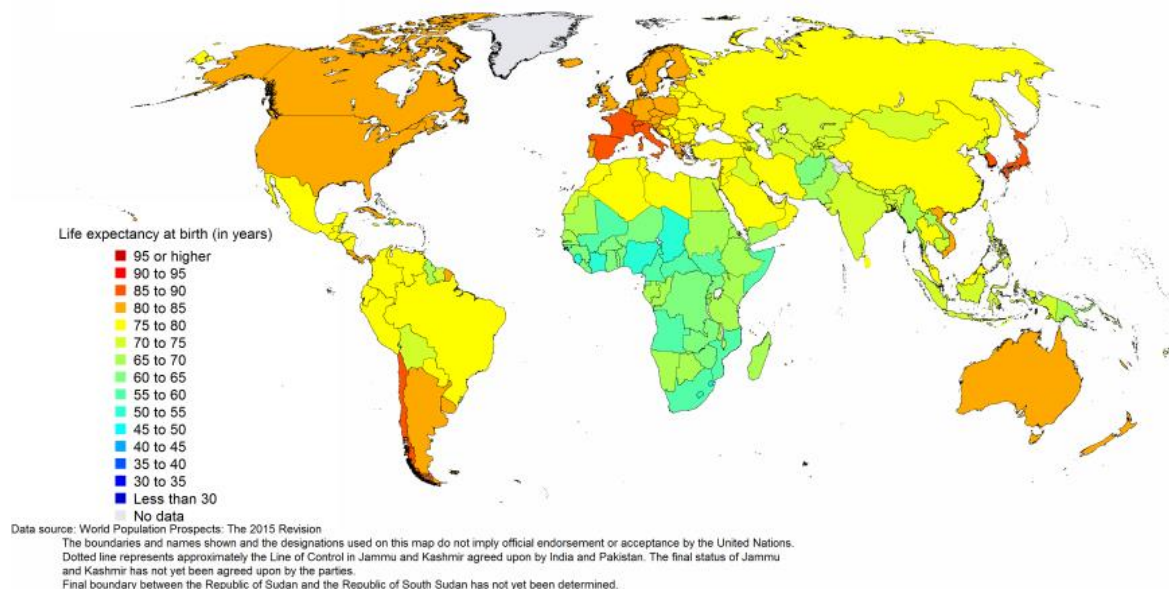 Life expectancy at birth (in years)
95 or higher
90 to 95
85 to 90
80 to 85
75 to 80
70 to 75
65 to 70
60 to 65
55 to 60
50 to 55
45 to 50
40 to 45
35 to 40
30 to 35
Less than 30
No data
Data source: World Population Prospects: The 2015 Revision
The boundaries and names shown and the designations used on this map do not imply official endorsement or acceptance by the United Nations.
Dotted line represents approximately the Line of Control in Jammu and Kashmir agreed upon by India and Pakistan. The final status of Jammu
and Kashmir has not yet been agreed upon by the parties.
Final boundary between the Republic of Sudan and the Republic of South Sudan has not yet been determined.